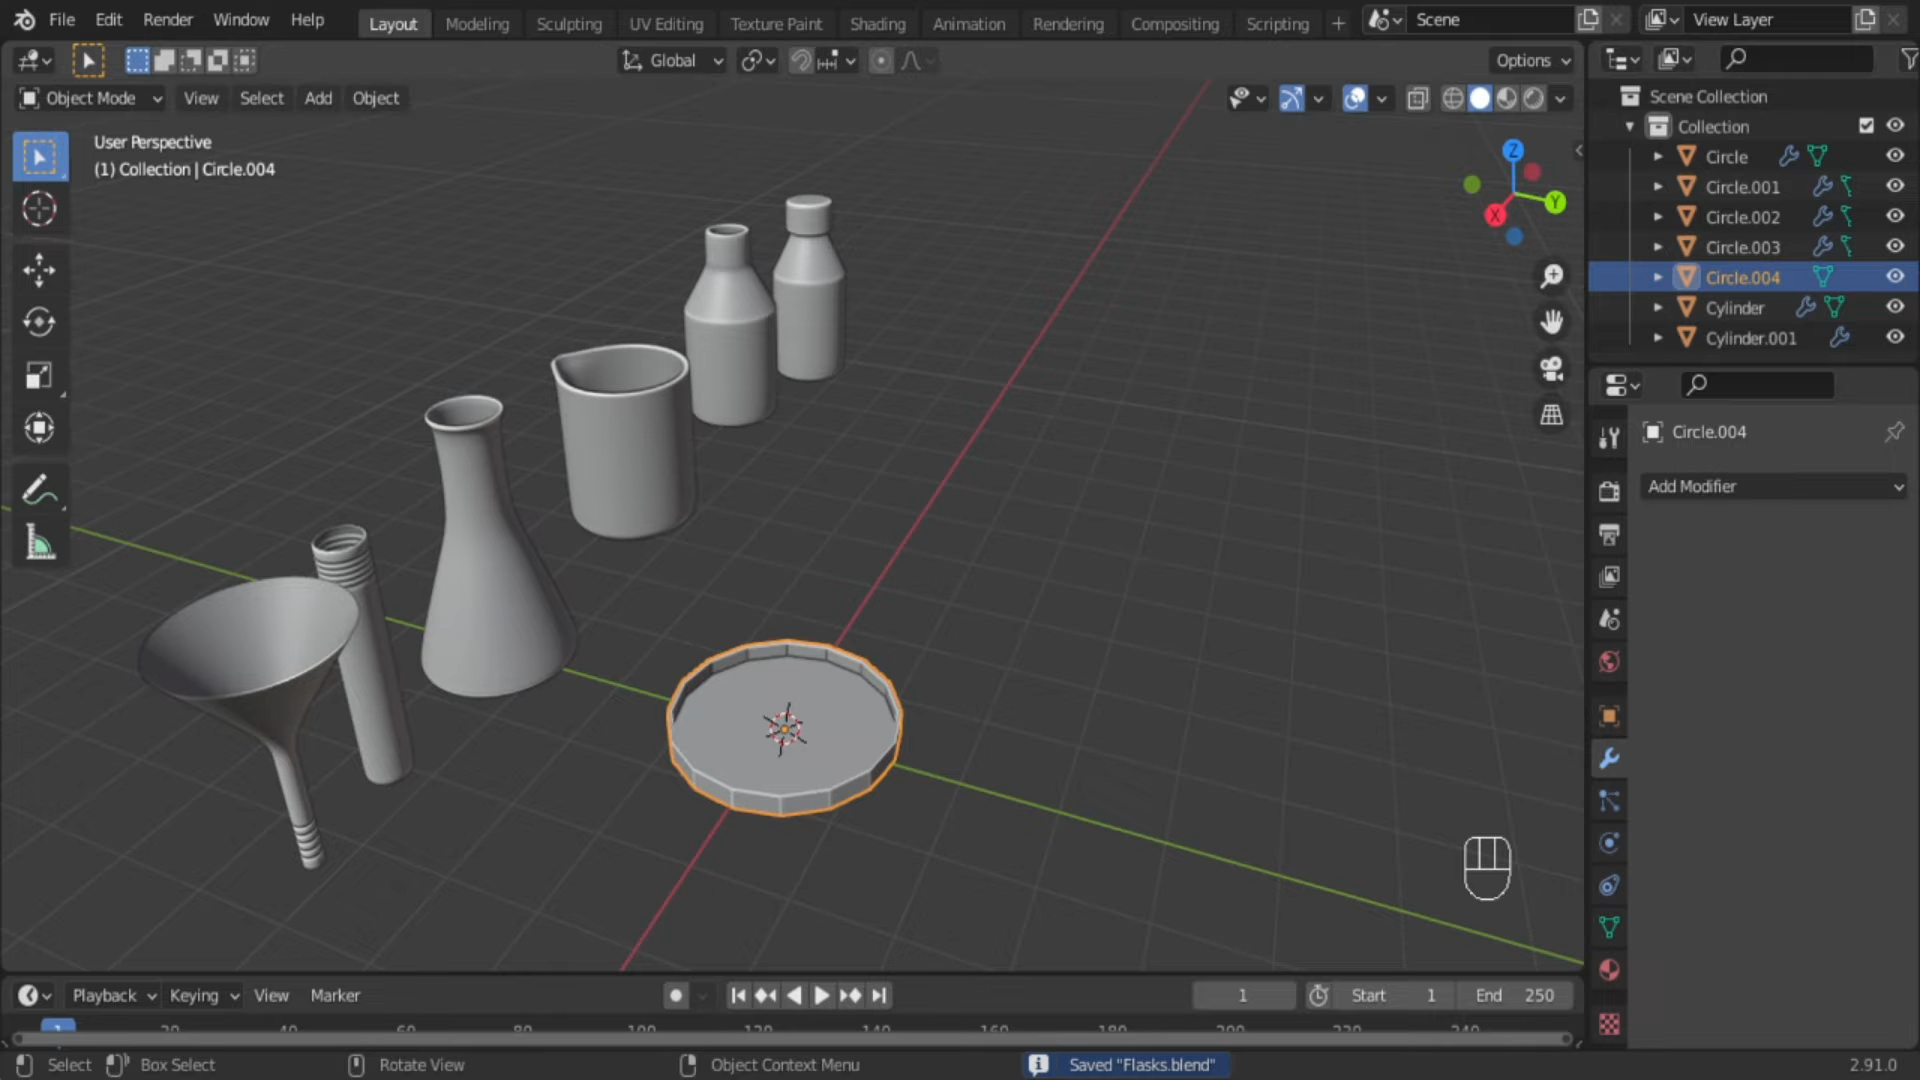 File Edit Render Window Help Layout Modeling Sculpting UV Editing Texture Paint Shading Animation Rendering Compositing Scripting + Scene View Layer
Global Options
Object Mode View Select Add Object
User Perspective
(1) Collection | Circle.004
Z
Y
X
Scene Collection
Collection
Circle
Circle.001
Circle.002
Circle.003
Circle.004
Cylinder
Cylinder.001
Circle.004
Add Modifier
Playback Keying View Marker 1 Start 1 End 250
1
Select Box Select Rotate View Object Context Menu Saved "Flasks.blend" 2.91.0